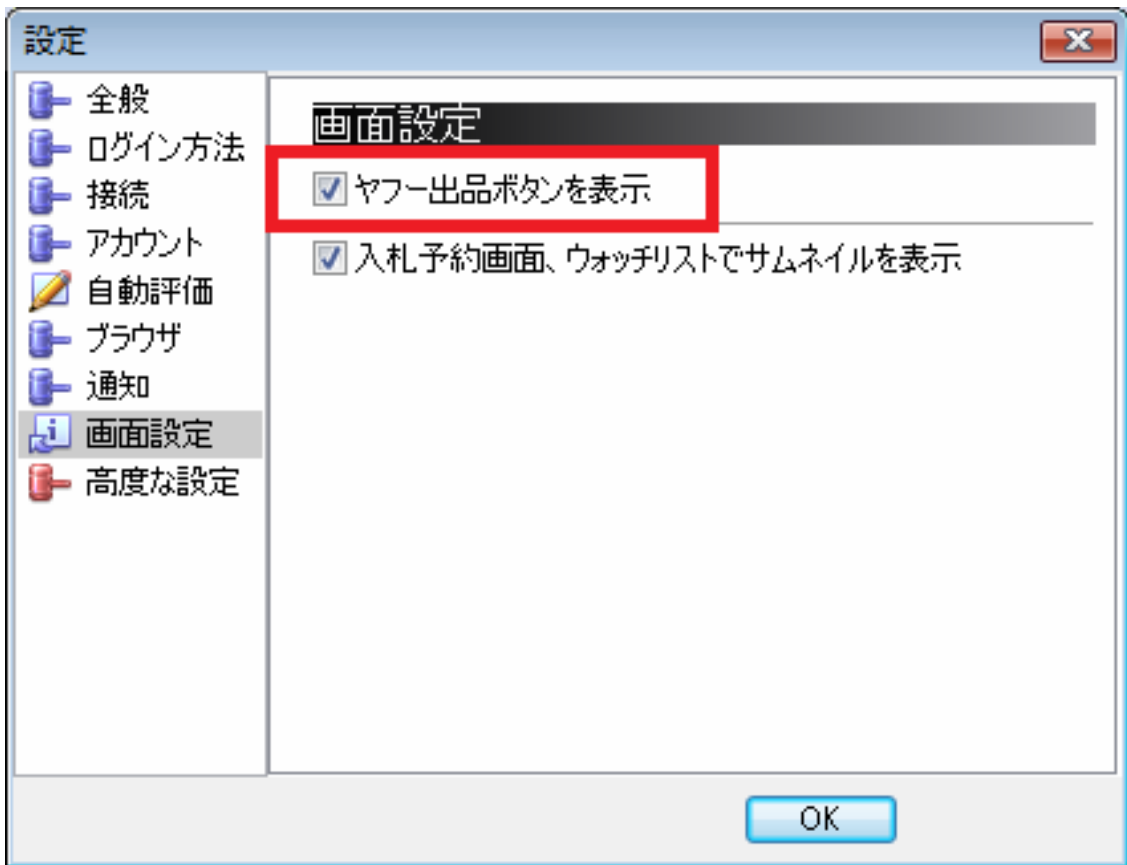 設定
全般
ログイン方法
接続
アカウント
自動評価
ブラウザ
通知
画面設定
高度な設定
画面設定
ヤフー出品ボタンを表示
入札予約画面、ウォッチリストでサムネイルを表示
OK